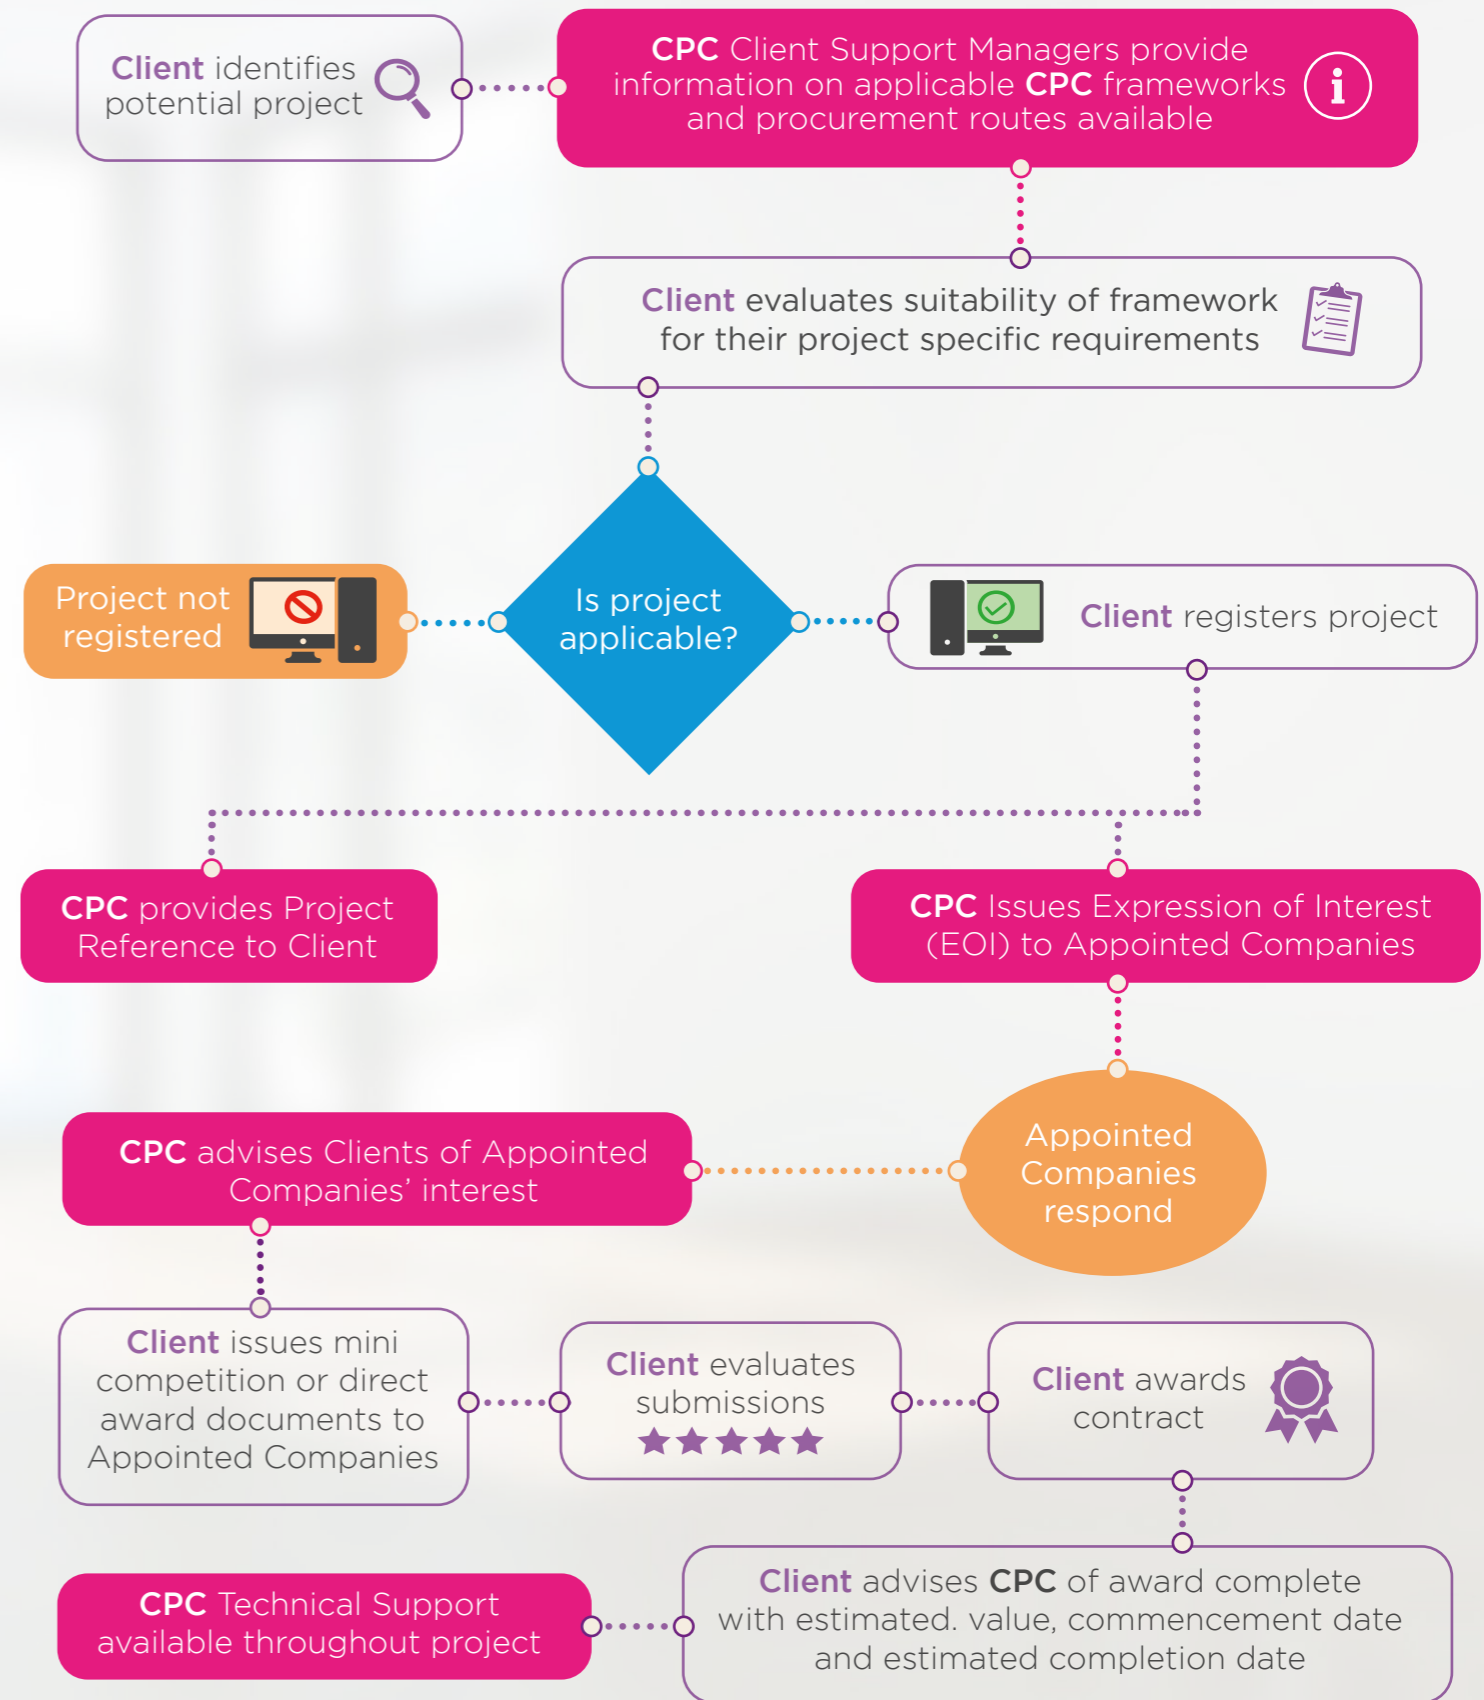 Client identifies
potential project
CPC Client Support Managers provide
information on applicable CPC frameworks
and procurement routes available
i
Client evaluates suitability of framework
for their project specific requirements
Is project
applicable?
Project not
registered
Client registers project
CPC provides Project
Reference to Client
CPC Issues Expression of Interest
(EOI) to Appointed Companies
Appointed
Companies
respond
CPC advises Clients of Appointed
Companies’ interest
Client issues mini
competition or direct
award documents to
Appointed Companies
Client evaluates
submissions
Client awards
contract
Client advises CPC of award complete
with estimated. value, commencement date
and estimated completion date
CPC Technical Support
available throughout project